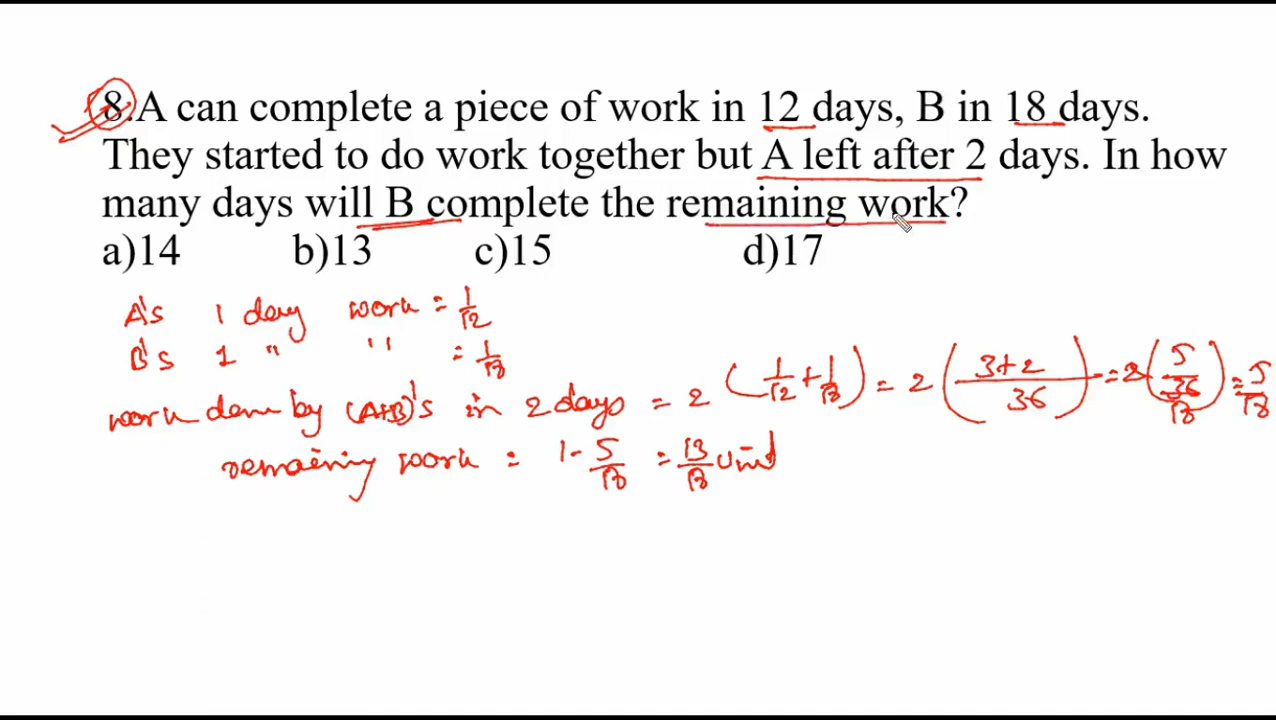 8.A can complete a piece of work in 12 days, B in 18 days.
They started to do work together but A left after 2 days. In how
many days will B complete the remaining work?
a)14 b)13 c)15 d)17
A's 1 day work = 1/12
B's 1 " " = 1/18
work done by (A+B)'s in 2 days = 2 (1/12 + 1/18) = 2 (3+2/36) = 2 (5/36 18) = 5/18
remaining work = 1 - 5/18 = 13/18 unit